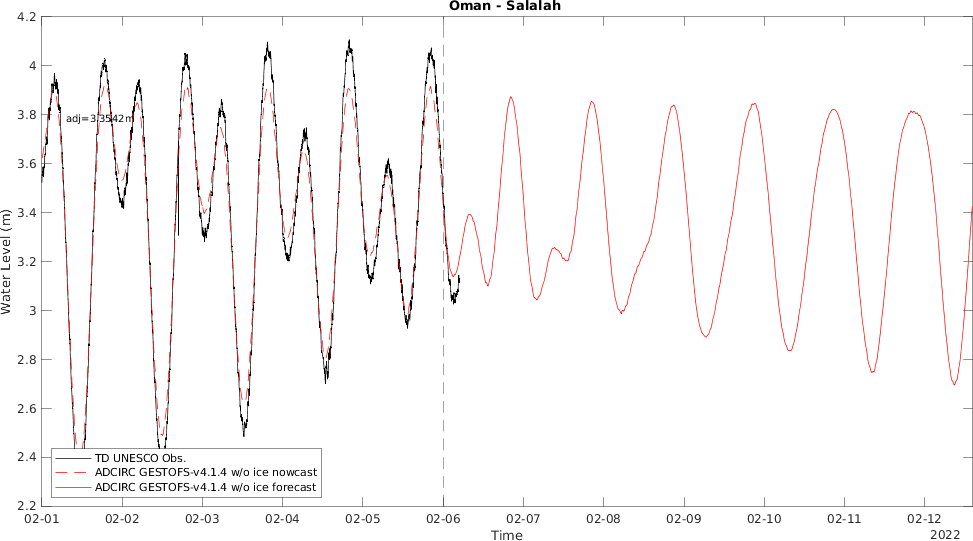 Oman - Salalah
4.2
4
3.8
3.6
3.4
3.2
3
2.8
2.6
2.4
2.2
Water Level (m)
adj=3.3542m
TD UNESCO Obs.
ADCIRC GESTOFS-v4.1.4 w/o ice nowcast
ADCIRC GESTOFS-v4.1.4 w/o ice forecast
02-01 02-02 02-03 02-04 02-05 02-06 02-07 02-08 02-09 02-10 02-11 02-12
Time
2022